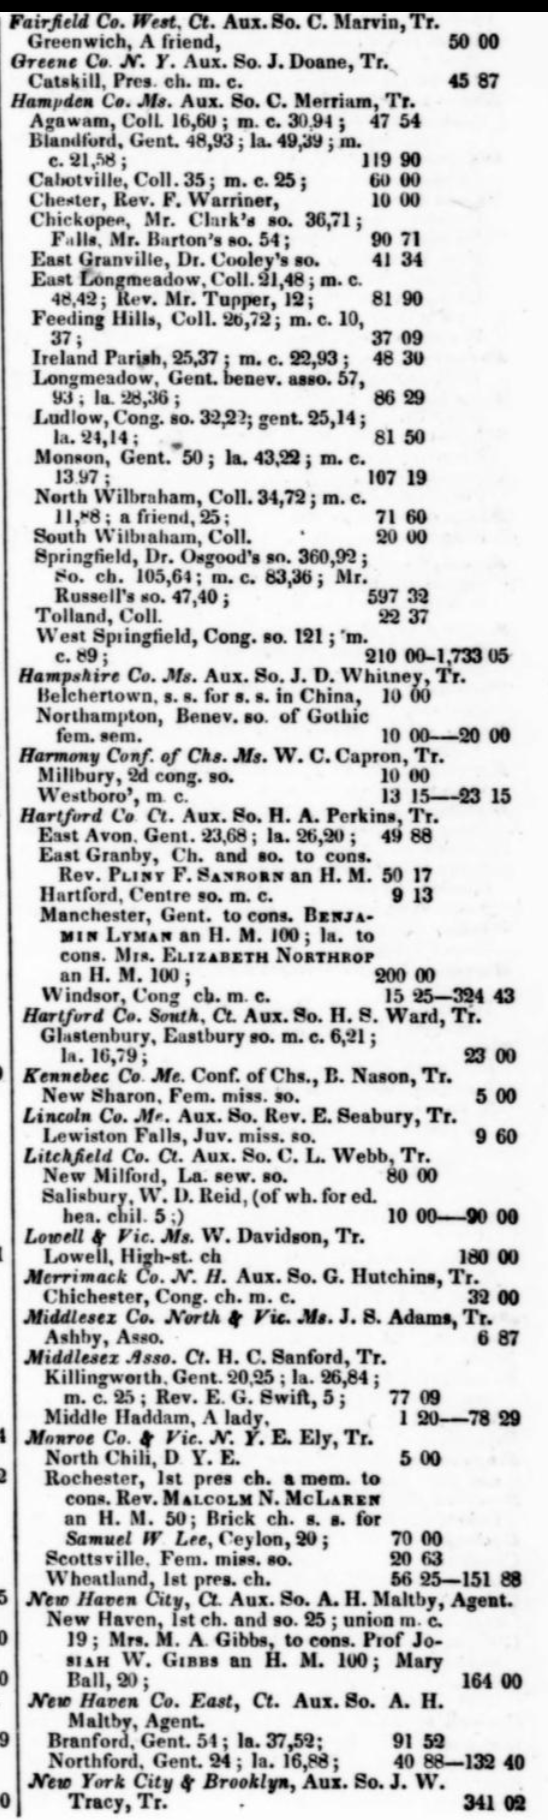 Fairfield Co. West, Ct. Aux. So. C. Marvin, Tr.
Greenwich, A friend, 50 00
Greene Co. N. Y. Aux. So. J. Doane, Tr.
Catskill, Pres. ch. m. c. 45 87
Hampden Co. Ms. Aux. So. C. Merriam, Tr.
Agawam, Coll. 16,60; m. c. 30,94; 47 54
Blandford, Gent. 48,93; la. 49,39; m.
c. 21,58; 119 90
Cabotville, Coll. 35; m. c. 25; 60 00
Chester, Rev. F. Warriner, 10 00
Chickopee, Mr. Clark's so. 36,71;
Falls, Mr. Barton's so. 54; 90 71
East Granville, Dr. Cooley's so. 41 34
East Longmeadow, Coll. 21,48; m. c.
48,42; Rev. Mr. Tupper, 12; 81 90
Feeding Hills, Coll. 26,72; m. c. 10,
37; 37 09
Ireland Parish, 25,37; m. c. 22,93; 48 30
Longmeadow, Gent. benev. asso. 57,
93; la. 28,36; 86 29
Ludlow, Cong. so. 32,22; gent. 25,14;
la. 24,14; 81 50
Monson, Gent. 50; la. 43,22; m. c.
13.97; 107 19
North Wilbraham, Coll. 34,72; m. c.
11,88; a friend, 25; 71 60
South Wilbraham, Coll. 20 00
Springfield, Dr. Osgood's so. 360,92;
So. ch. 105,64; m. c. 83,36; Mr.
Russell's so. 47,40; 597 32
Tolland, Coll. 22 37
West Springfield, Cong. so. 121; m.
c. 89; 210 00-1,733 05
Hampshire Co. Ms. Aux. So. J. D. Whitney, Tr.
Belchertown, s. s. for s. s. in China, 10 00
Northampton, Benev. so. of Gothic
fem. sem. 10 00—20 00
Harmony Conf. of Chs. Ms. W. C. Capron, Tr.
Millbury, 2d cong. so. 10 00
Westboro', m. c. 13 15—23 15
Hartford Co. Ct. Aux. So. H. A. Perkins, Tr.
East Avon, Gent. 23,68; la. 26,20; 49 88
East Granby, Ch. and so. to cons.
Rev. PLINY F. SANBORN an H. M. 50 17
Hartford, Centre so. m. c. 9 13
Manchester, Gent. to cons. BENJA-
MIN LYMAN an H. M. 100; la. to
cons. Mrs. ELIZABETH NORTHROP
an H. M. 100; 200 00
Windsor, Cong ch. m. c. 15 25—324 43
Hartford Co. South, Ct. Aux. So. H. S. Ward, Tr.
Glastenbury, Eastbury so. m. c. 6,21;
la. 16,79; 23 00
Kennebec Co. Me. Conf. of Chs., B. Nason, Tr.
New Sharon, Fem. miss. so. 5 00
Lincoln Co. Me. Aux. So. Rev. E. Seabury, Tr.
Lewiston Falls, Juv. miss. so. 9 60
Litchfield Co. Ct. Aux. So. C. L. Webb, Tr.
New Milford, La. sew. so. 80 00
Salisbury, W. D. Reid, (of wh. for ed.
hea. chil. 5;) 10 00—90 00
Lowell & Vic. Ms. W. Davidson, Tr.
Lowell, High-st. ch 180 00
Merrimack Co. N. H. Aux. So. G. Hutchins, Tr.
Chichester, Cong. ch. m. c. 32 00
Middlesex Co. North & Vic. Ms. J. S. Adams, Tr.
Ashby, Asso. 6 87
Middlesex Asso. Ct. H. C. Sanford, Tr.
Killingworth, Gent. 20,25; la. 26,84;
m. c. 25; Rev. E. G. Swift, 5; 77 09
Middle Haddam, A lady, 1 20—78 29
Monroe Co. & Vic. N. Y. E. Ely, Tr.
North Chili, D Y. E. 5 00
Rochester, 1st pres ch. a mem. to
cons. Rev. MALCOLM N. MCLAREN
an H. M. 50; Brick ch. s. s. for
Samuel W Lee, Ceylon, 20; 70 00
Scottsville, Fem. miss. so. 20 63
Wheatland, 1st pres. ch. 56 25—151 88
New Haven City, Ct. Aux. So. A. H. Maltby, Agent.
New Haven, 1st ch. and so. 25; union m. c.
19; Mrs. M. A Gibbs, to cons. Prof JO-
SIAH W. GIBBS an H. M. 100; Mary
Ball, 20; 164 00
New Haven Co. East, Ct. Aux. So. A. H.
Maltby, Agent.
Branford, Gent. 54; la. 37,52; 91 52
Northford, Gent. 24; la. 16,88; 40 88—132 40
New York City & Brooklyn, Aux. So. J. W.
Tracy, Tr. 341 02